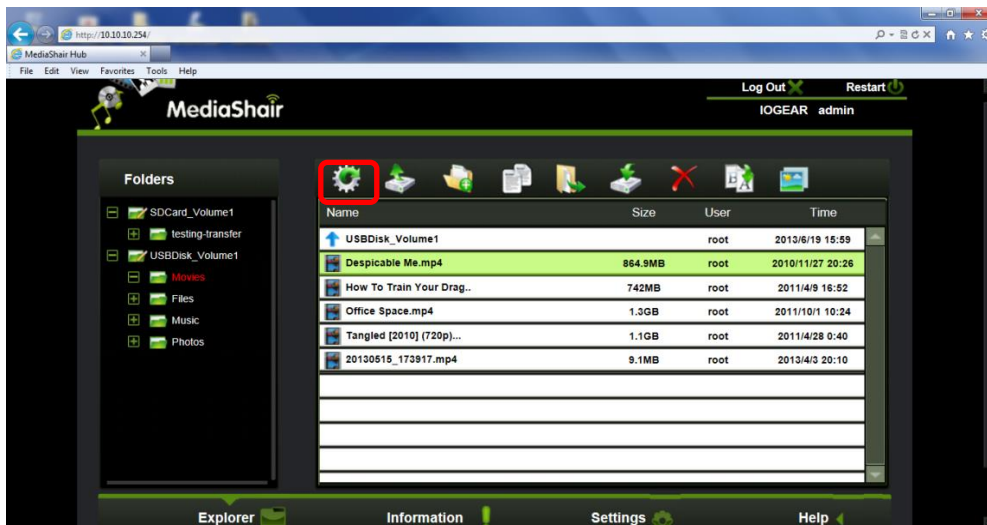 http://10.10.10.254/
MediaShair Hub
File Edit View Favorites Tools Help
MediaShair
Log Out Restart
IOGEAR admin
Folders
SDCard_Volume1
testing-transfer
USBDisk_Volume1
Movies
Files
Music
Photos
Name Size User Time
USBDisk_Volume1 root 2013/6/19 15:59
Despicable Me.mp4 864.9MB root 2010/11/27 20:26
How To Train Your Drag.. 742MB root 2011/4/9 16:52
Office Space.mp4 1.3GB root 2011/10/1 10:24
Tangled [2010] (720p)... 1.1GB root 2011/4/28 0:40
20130515_173917.mp4 9.1MB root 2013/4/3 20:10
Explorer Information Settings Help